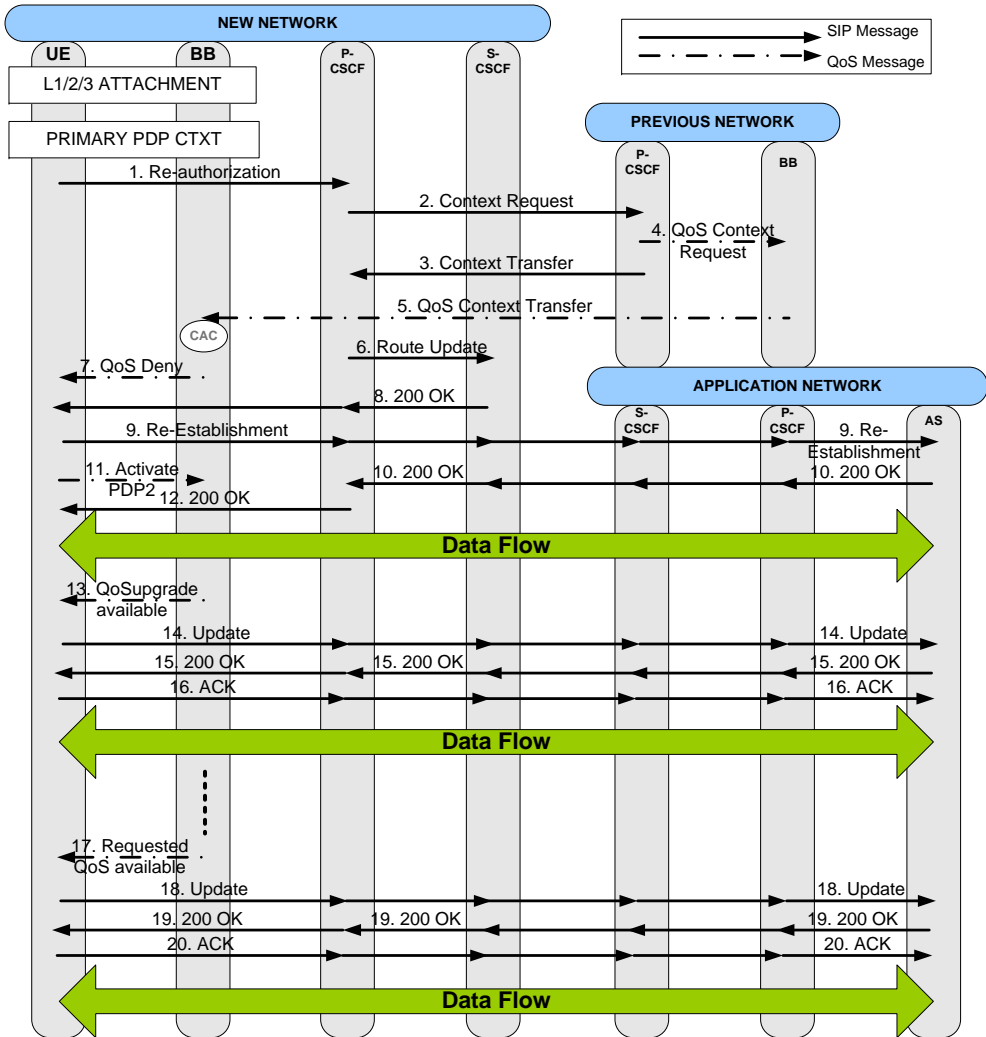 NEW NETWORK
SIP Message
QoS Message
UE
BB
P-
CSCF
S-
CSCF
L1/2/3 ATTACHMENT
PREVIOUS NETWORK
PRIMARY PDP CTXT
P-
CSCF
BB
1. Re-authorization
2. Context Request
4. QoS Context
Request
3. Context Transfer
5. QoS Context Transfer
CAC
6. Route Update
7. QoS Deny
APPLICATION NETWORK
8. 200 OK
S-
CSCF
P-
CSCF
AS
9. Re-Establishment
9. Re-
Establishment
11. Activate
PDP2
10. 200 OK
10. 200 OK
12. 200 OK
Data Flow
13. QoSupgrade
available
14. Update
14. Update
15. 200 OK
15. 200 OK
15. 200 OK
16. ACK
16. ACK
Data Flow
17. Requested
QoS available
18. Update
18. Update
19. 200 OK
19. 200 OK
19. 200 OK
20. ACK
20. ACK
Data Flow